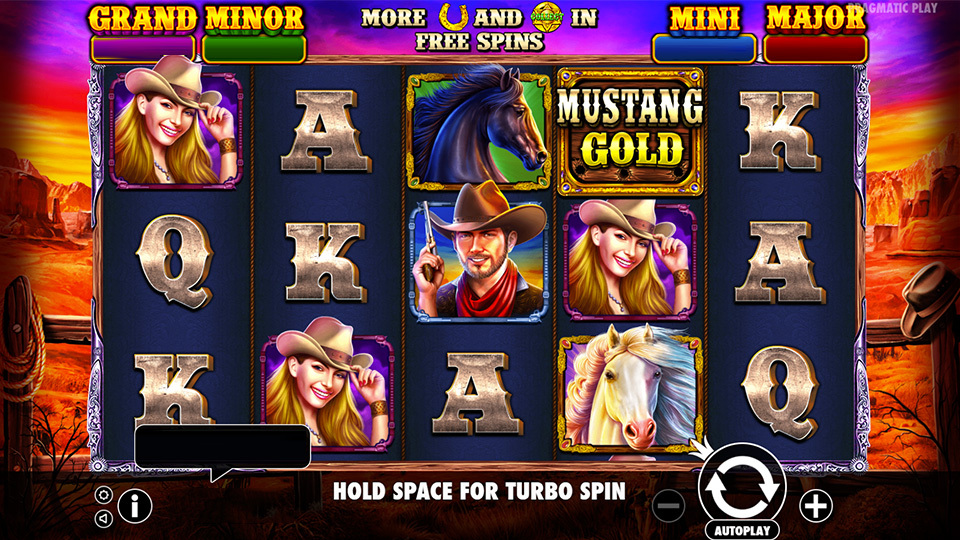 GRAND MINOR
MORE AND COLLECT IN
FREE SPINS
MINI MAJOR
PRAGMATIC PLAY
A
MUSTANG
GOLD
K
Q
K
A
K
A
Q
HOLD SPACE FOR TURBO SPIN
i
AUTOPLAY